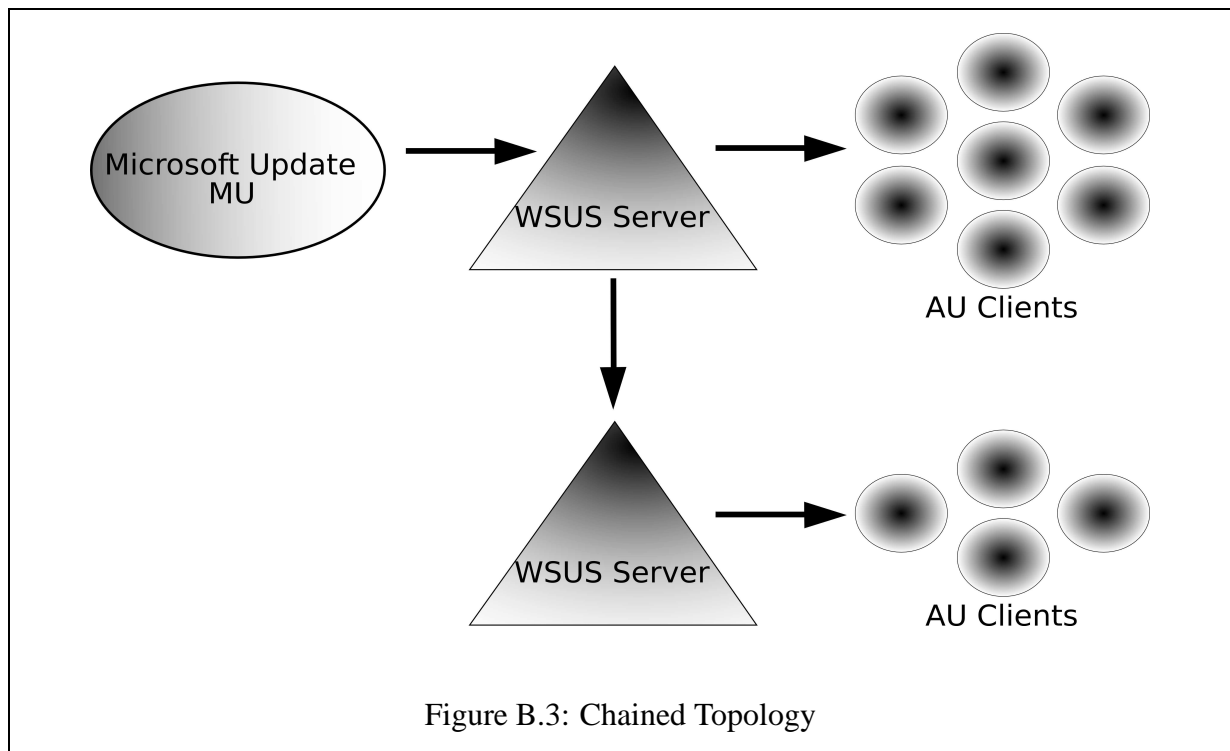 Microsoft Update
MU
WSUS Server
AU Clients
WSUS Server
AU Clients
Figure B.3: Chained Topology